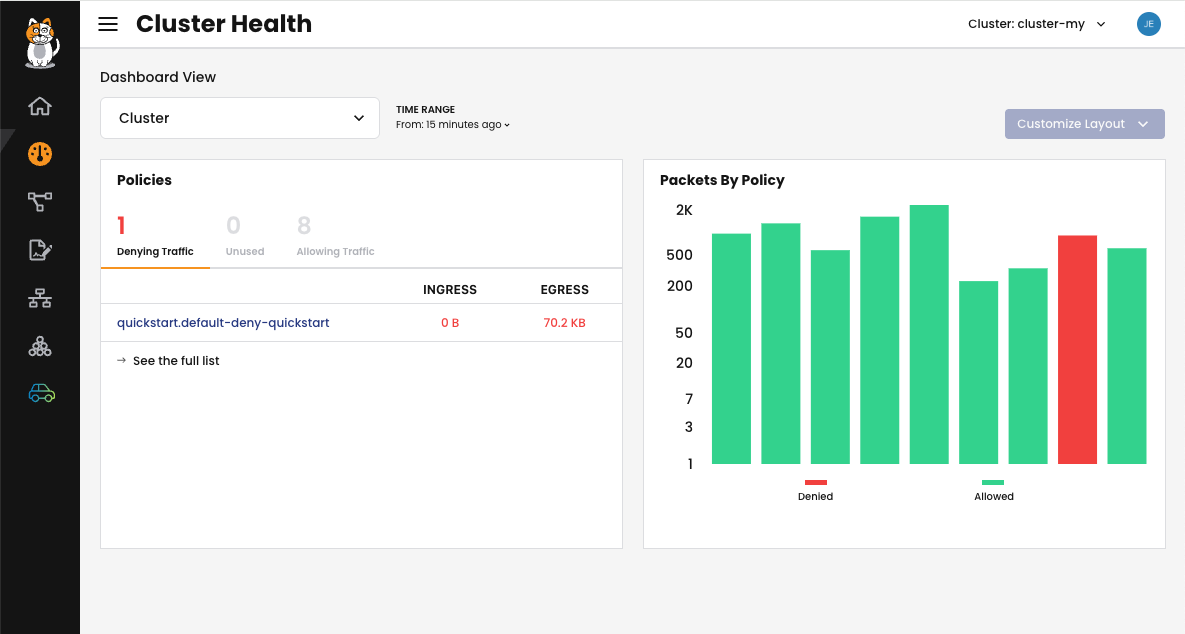 Cluster Health
Cluster: cluster-my
JE
Dashboard View
Cluster
TIME RANGE
From: 15 minutes ago
Customize Layout
Policies
1 0 8
Denying Traffic Unused Allowing Traffic
INGRESS EGRESS
quickstart.default-deny-quickstart 0 B 70.2 KB
→ See the full list
Packets By Policy
2K
500
200
50
20
7
3
1
Denied Allowed